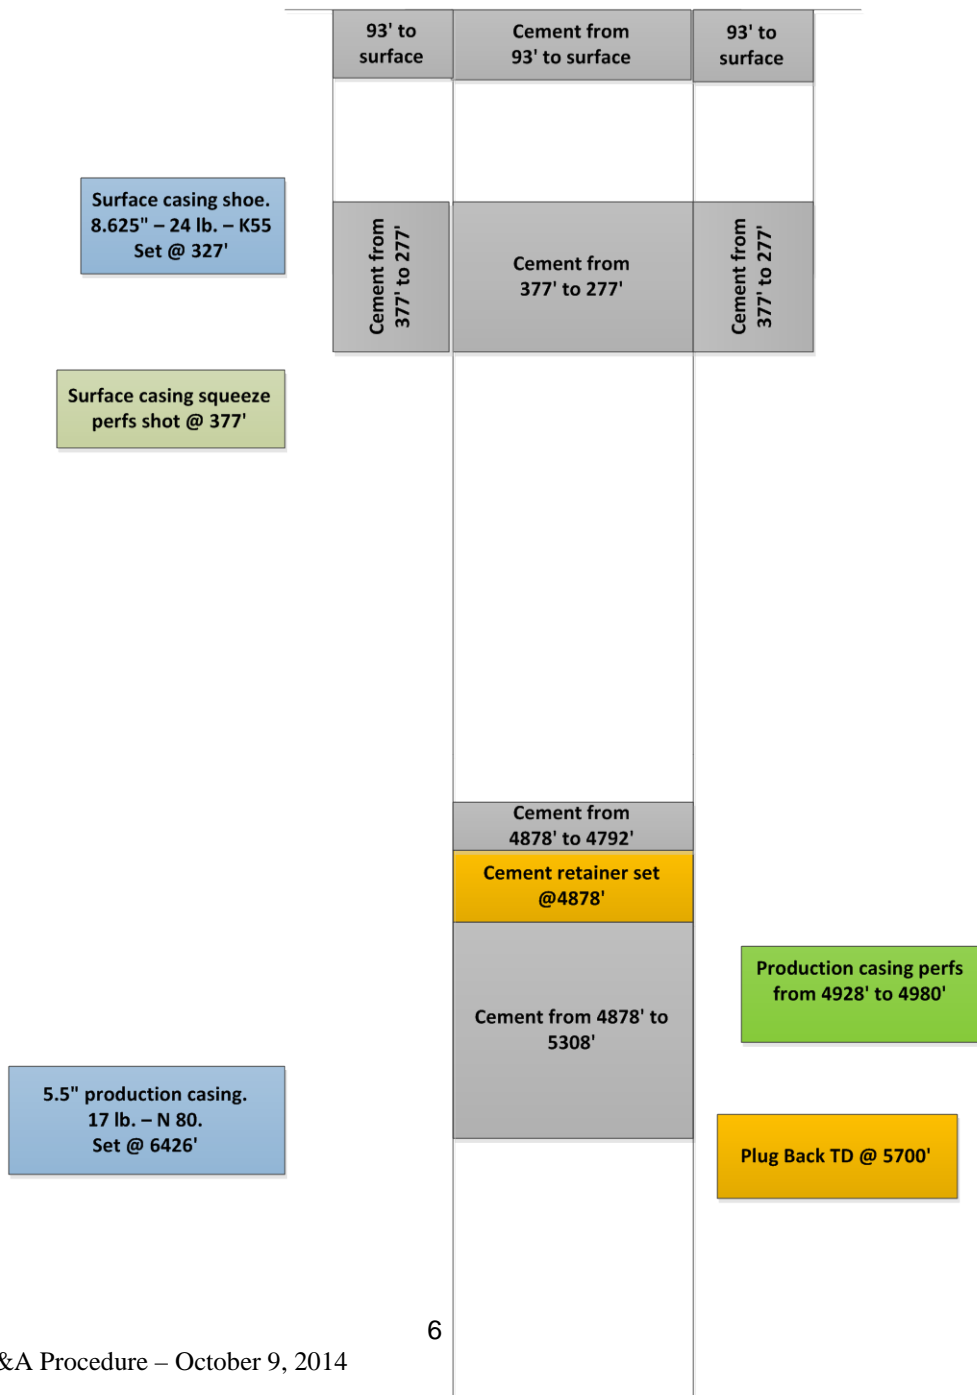 93' to
surface
Cement from
93' to surface
93' to
surface
Surface casing shoe.
8.625" – 24 lb. – K55
Set @ 327'
Cement from
377' to 277'
Cement from
377' to 277'
Cement from
377' to 277'
Surface casing squeeze
perfs shot @ 377'
Cement from
4878' to 4792'
Cement retainer set
@4878'
Production casing perfs
from 4928' to 4980'
Cement from 4878' to
5308'
5.5" production casing.
17 lb. – N 80.
Set @ 6426'
Plug Back TD @ 5700'
6
&A Procedure – October 9, 2014